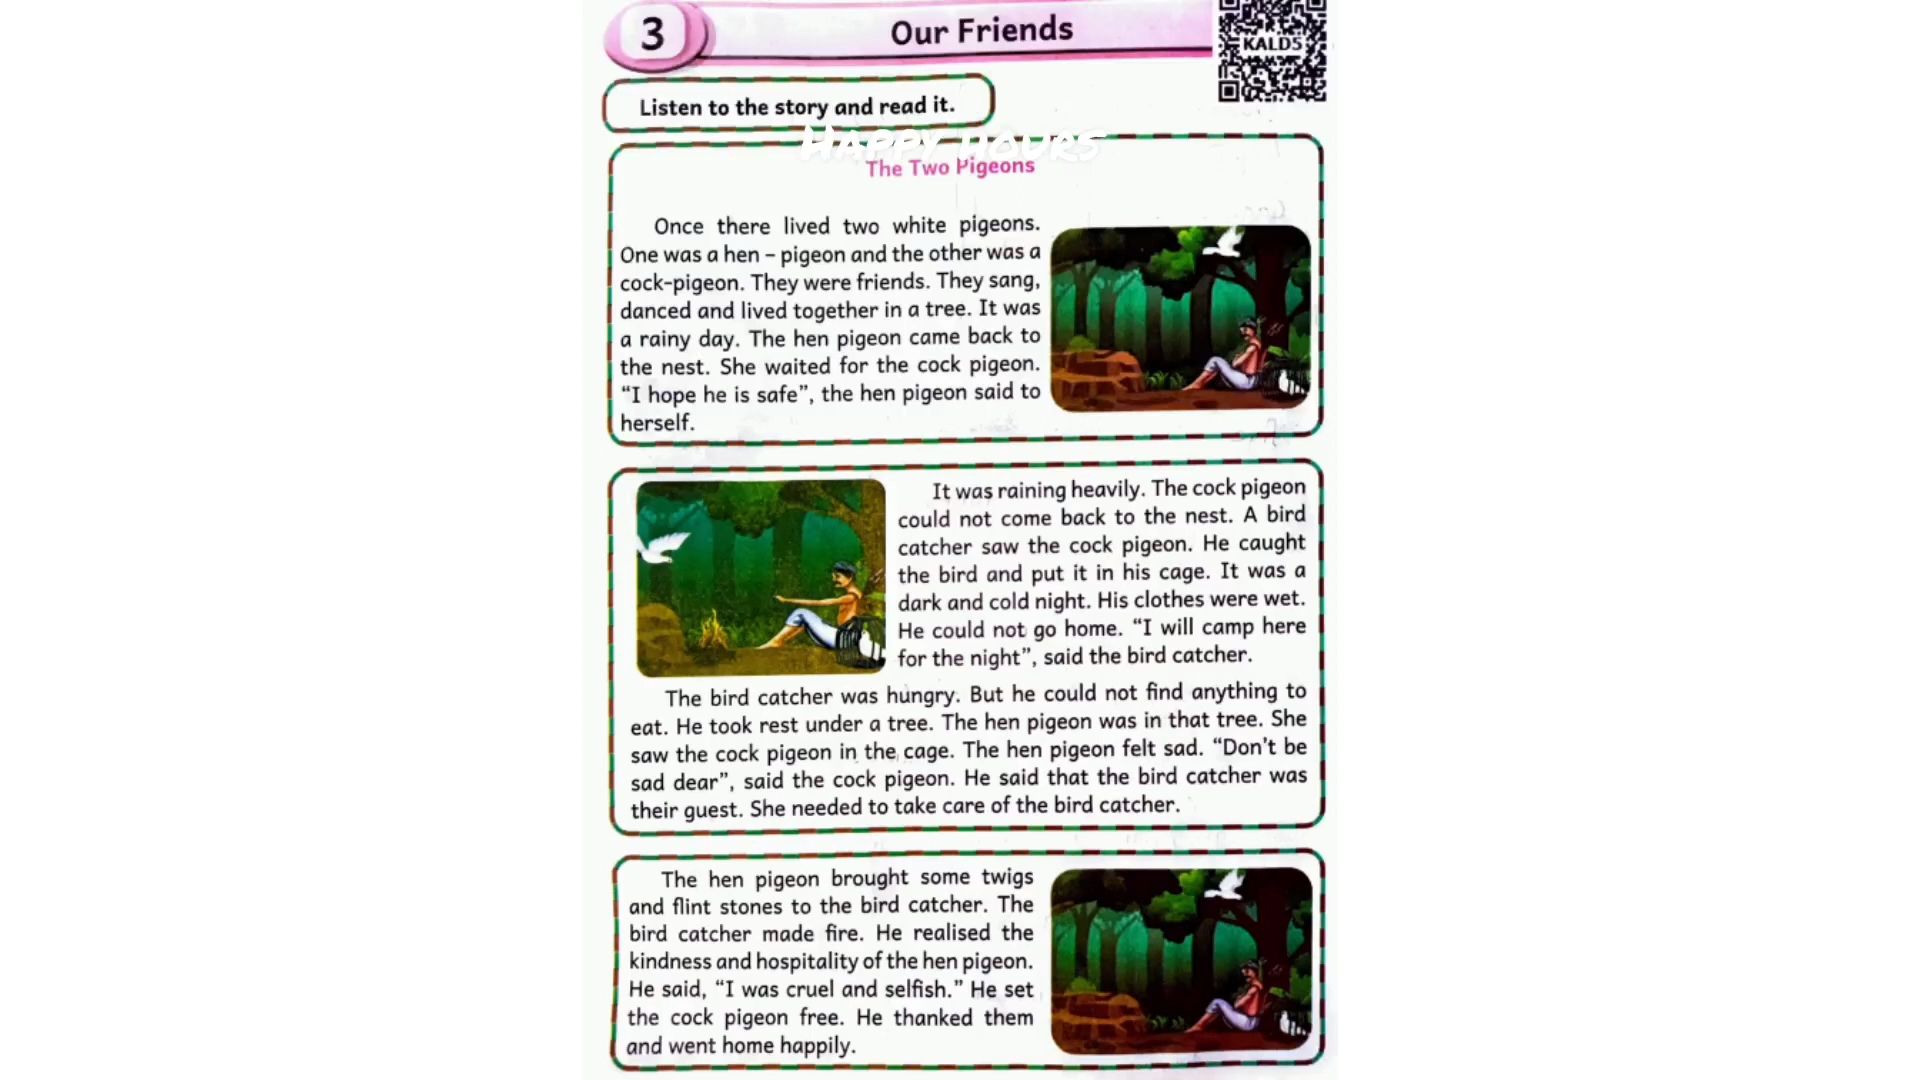 3
Our Friends
KALD5
Listen to the story and read it.
Happy hours
The Two Pigeons
Once there lived two white pigeons.
One was a hen – pigeon and the other was a
cock-pigeon. They were friends. They sang,
danced and lived together in a tree. It was
a rainy day. The hen pigeon came back to
the nest. She waited for the cock pigeon.
“I hope he is safe”, the hen pigeon said to
herself.
It was raining heavily. The cock pigeon
could not come back to the nest. A bird
catcher saw the cock pigeon. He caught
the bird and put it in his cage. It was a
dark and cold night. His clothes were wet.
He could not go home. “I will camp here
for the night”, said the bird catcher.
The bird catcher was hungry. But he could not find anything to
eat. He took rest under a tree. The hen pigeon was in that tree. She
saw the cock pigeon in the cage. The hen pigeon felt sad. “Don’t be
sad dear”, said the cock pigeon. He said that the bird catcher was
their guest. She needed to take care of the bird catcher.
The hen pigeon brought some twigs
and flint stones to the bird catcher. The
bird catcher made fire. He realised the
kindness and hospitality of the hen pigeon.
He said, “I was cruel and selfish.” He set
the cock pigeon free. He thanked them
and went home happily.